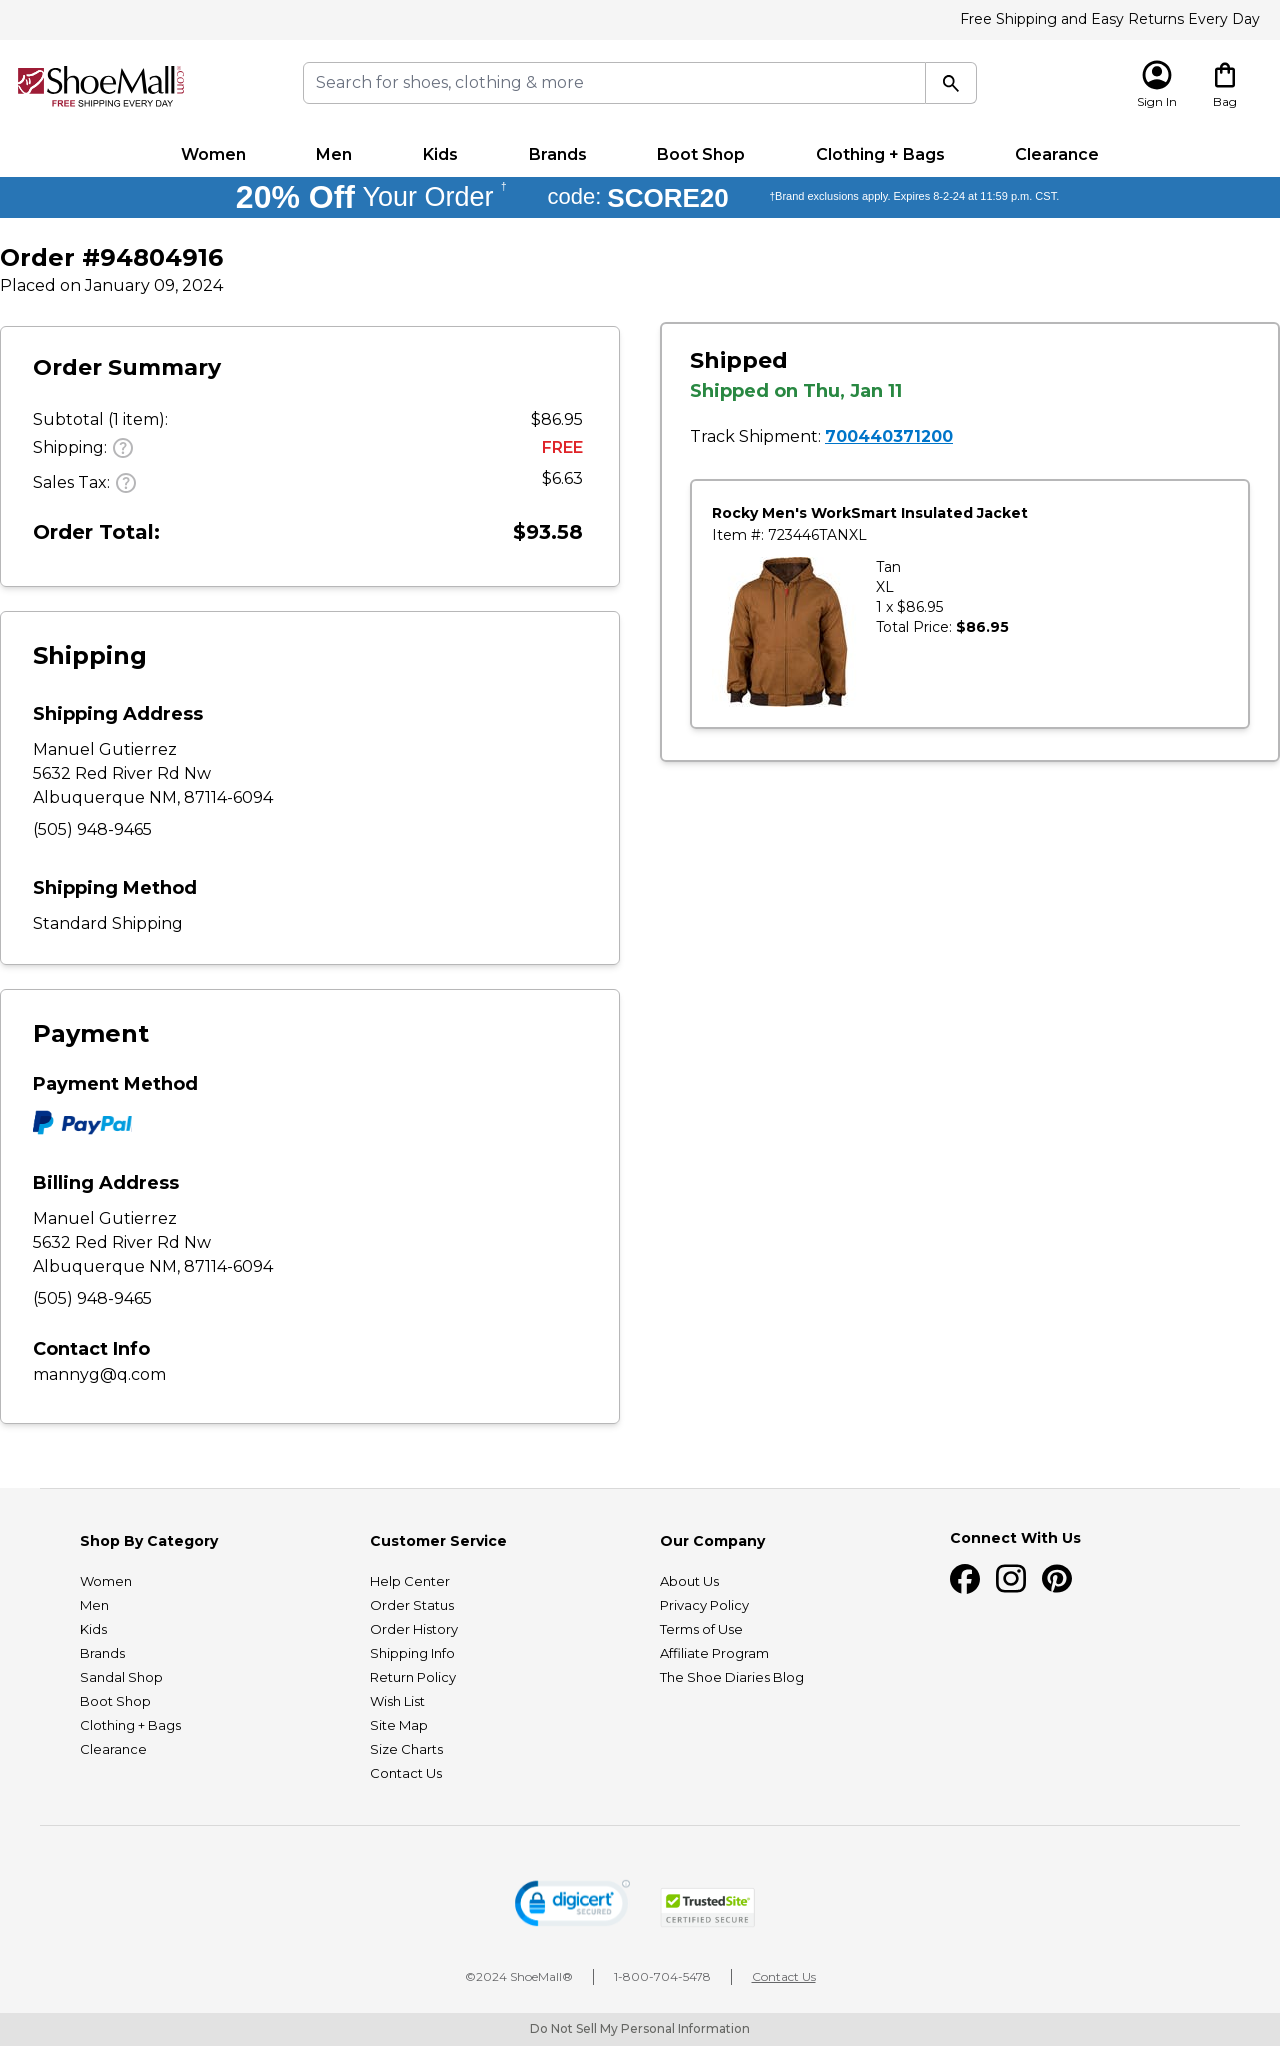 Free Shipping and Easy Returns Every Day
ShoeMall.com
FREE SHIPPING EVERY DAY
Search for shoes, clothing & more
Sign In
Bag
Women Men Kids Brands Boot Shop Clothing + Bags Clearance
20% Off Your Order † code: SCORE20 †Brand exclusions apply. Expires 8-2-24 at 11:59 p.m. CST.
Order #94804916
Placed on January 09, 2024
Order Summary
Subtotal (1 item): $86.95
Shipping: ? FREE
Sales Tax: ? $6.63
Order Total: $93.58
Shipping
Shipping Address
Manuel Gutierrez
5632 Red River Rd Nw
Albuquerque NM, 87114-6094
(505) 948-9465
Shipping Method
Standard Shipping
Payment
Payment Method
PayPal
Billing Address
Manuel Gutierrez
5632 Red River Rd Nw
Albuquerque NM, 87114-6094
(505) 948-9465
Contact Info
mannyg@q.com
Shipped
Shipped on Thu, Jan 11
Track Shipment: 700440371200
Rocky Men's WorkSmart Insulated Jacket
Item #: 723446TANXL
Tan
XL
1 x $86.95
Total Price: $86.95
Shop By Category
Women
Men
Kids
Brands
Sandal Shop
Boot Shop
Clothing + Bags
Clearance
Customer Service
Help Center
Order Status
Order History
Shipping Info
Return Policy
Wish List
Site Map
Size Charts
Contact Us
Our Company
About Us
Privacy Policy
Terms of Use
Affiliate Program
The Shoe Diaries Blog
Connect With Us
digicert
SECURED
TrustedSite
CERTIFIED SECURE
©2024 ShoeMall® 1-800-704-5478 Contact Us
Do Not Sell My Personal Information